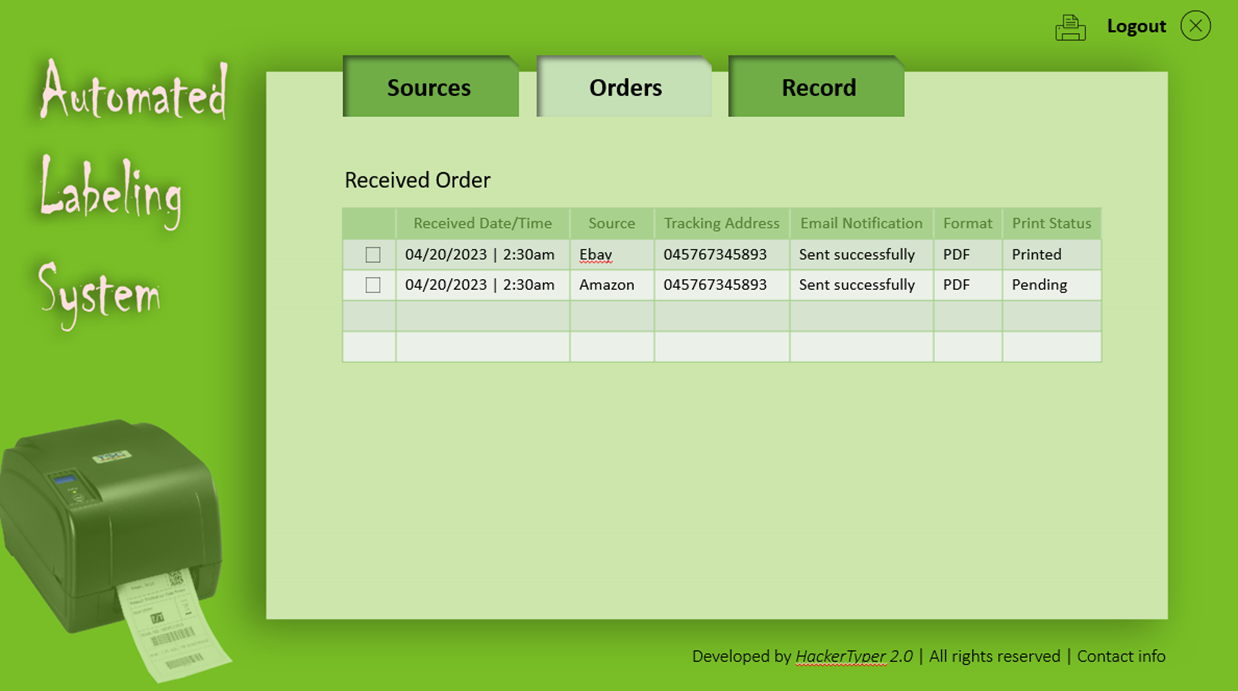 Logout
Automated
Labeling
System
Sources Orders Record
Received Order
Received Date/Time Source Tracking Address Email Notification Format Print Status
04/20/2023 | 2:30am Ebay 045767345893 Sent successfully PDF Printed
04/20/2023 | 2:30am Amazon 045767345893 Sent successfully PDF Pending
Developed by HackerTyper 2.0 | All rights reserved | Contact info